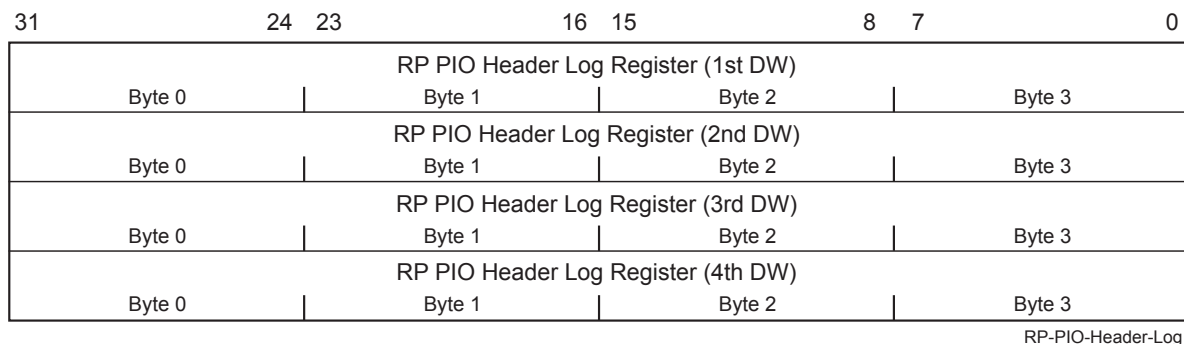 31 24 23 16 15 8 7 0
RP PIO Header Log Register (1st DW)
Byte 0 Byte 1 Byte 2 Byte 3
RP PIO Header Log Register (2nd DW)
Byte 0 Byte 1 Byte 2 Byte 3
RP PIO Header Log Register (3rd DW)
Byte 0 Byte 1 Byte 2 Byte 3
RP PIO Header Log Register (4th DW)
Byte 0 Byte 1 Byte 2 Byte 3
RP-PIO-Header-Log